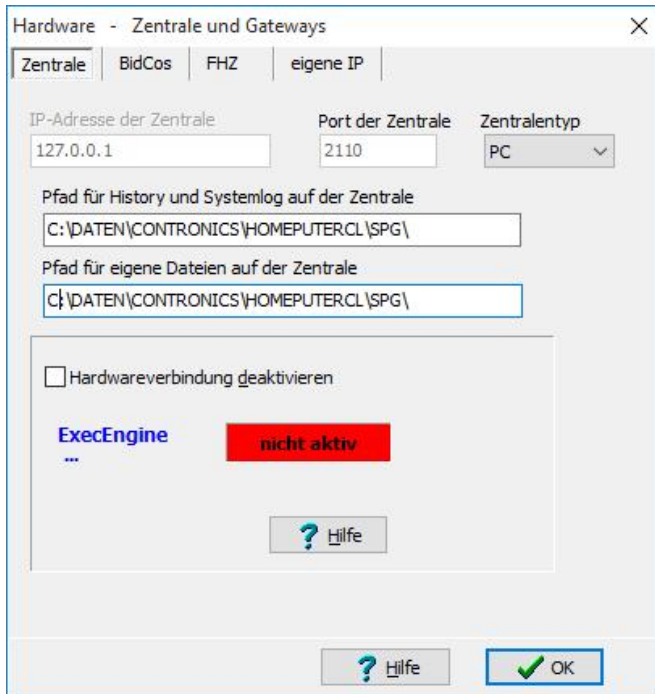 Hardware - Zentrale und Gateways
Zentrale BidCos FHZ eigene IP
IP-Adresse der Zentrale Port der Zentrale Zentralentyp
127.0.0.1 2110 PC
Pfad für History und Systemlog auf der Zentrale
C:\DATEN\CONTRONICS\HOMEPUTERCL\SPG\
Pfad für eigene Dateien auf der Zentrale
C:\DATEN\CONTRONICS\HOMEPUTERCL\SPG\
Hardwareverbindung deaktivieren
ExecEngine nicht aktiv
...
? Hilfe
? Hilfe OK